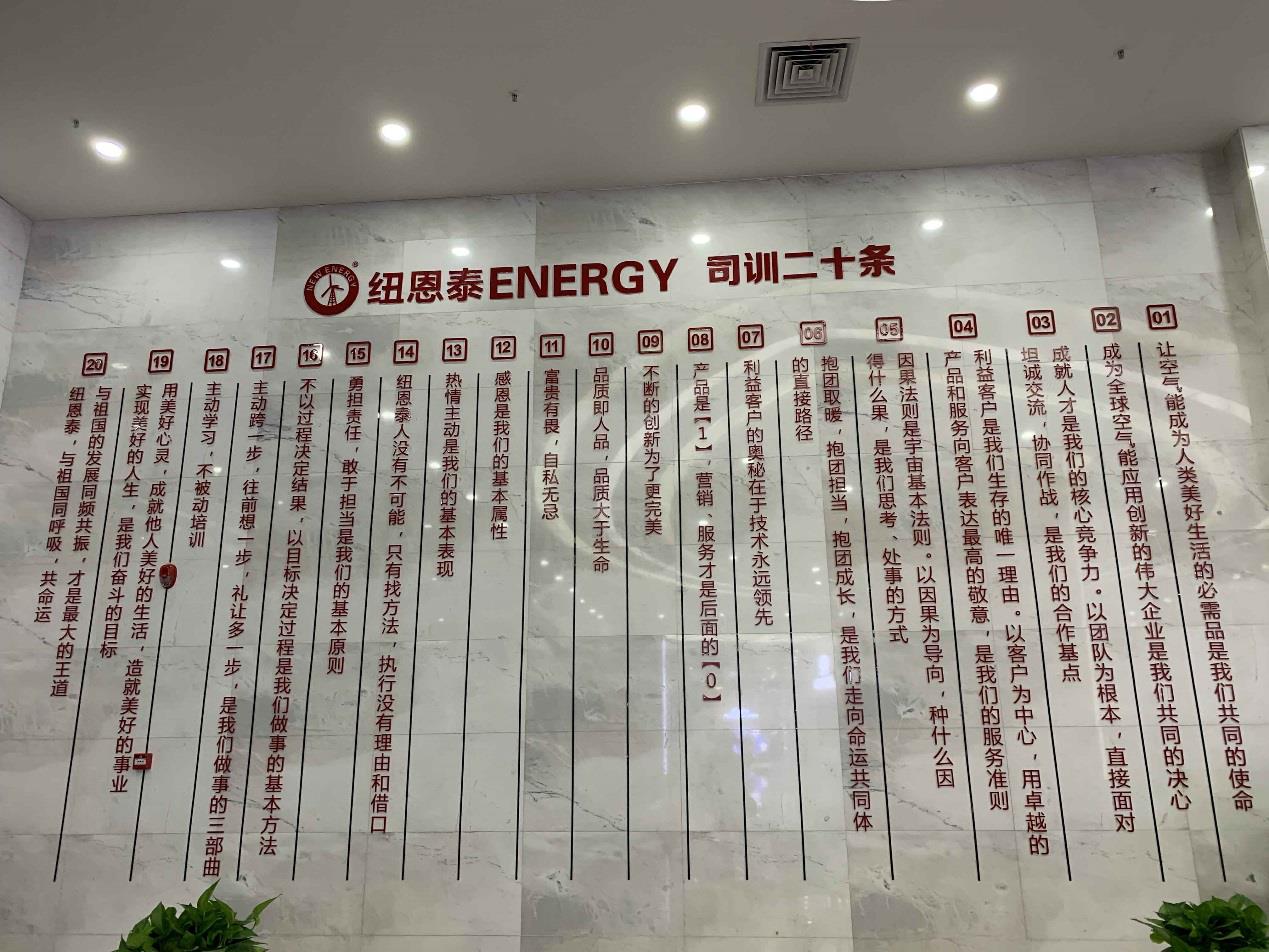 NEW ENERGY
®
纽恩泰ENERGY 司训二十条
01
让空气能成为人类美好生活的必需品是我们共同的使命
02
成为全球空气能应用创新的伟大企业是我们共同的决心
03
成就人才是我们的核心竞争力。以团队为根本，直接面对
坦诚交流，协同作战，是我们的合作基点
04
利益客户是我们生存的唯一理由。以客户为中心，用卓越的
产品和服务向客户表达最高的敬意，是我们的服务准则
05
因果法则是宇宙基本法则。以因果为导向，种什么因
得什么果，是我们思考、处事的方式
06
抱团取暖，抱团担当，抱团成长，是我们走向命运共同体
的直接路径
07
利益客户的奥秘在于技术永远领先
08
产品是【1】，营销、服务才是后面的【0】
09
不断的创新为了更完美
10
品质即人品，品质大于生命
11
富贵有畏，自私无忌
12
感恩是我们的基本属性
13
热情主动是我们的基本表现
14
纽恩泰人没有不可能，只有找方法，执行没有理由和借口
15
勇担责任，敢于担当是我们的基本原则
16
不以过程决定结果，以目标决定过程是我们做事的基本方法
17
主动跨一步，往前想一步，礼让多一步，是我们做事的三部曲
18
主动学习，不被动培训
19
用美好心灵，成就他人美好的生活，造就美好的事业
实现美好的人生，是我们奋斗的目标
20
与祖国的发展同频共振，才是最大的王道
纽恩泰，与祖国同呼吸，共命运